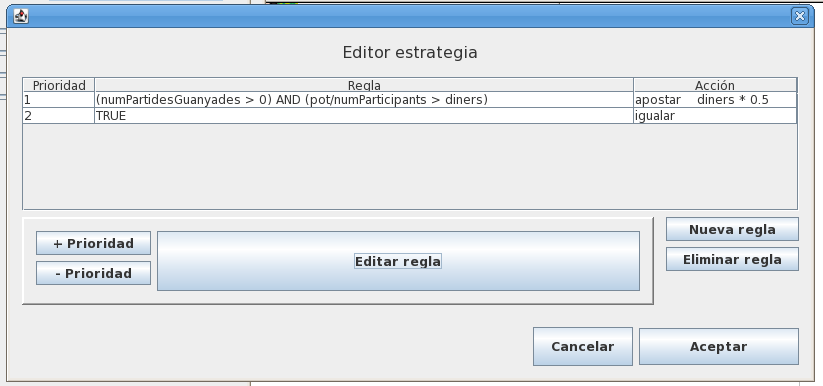 Editor estrategia
Prioridad Regla Acción
1 (numPartidesGuanyades > 0) AND (pot/numParticipants > diners) apostar diners * 0.5
2 TRUE igualar
+ Prioridad
- Prioridad
Editar regla
Nueva regla
Eliminar regla
Cancelar
Aceptar